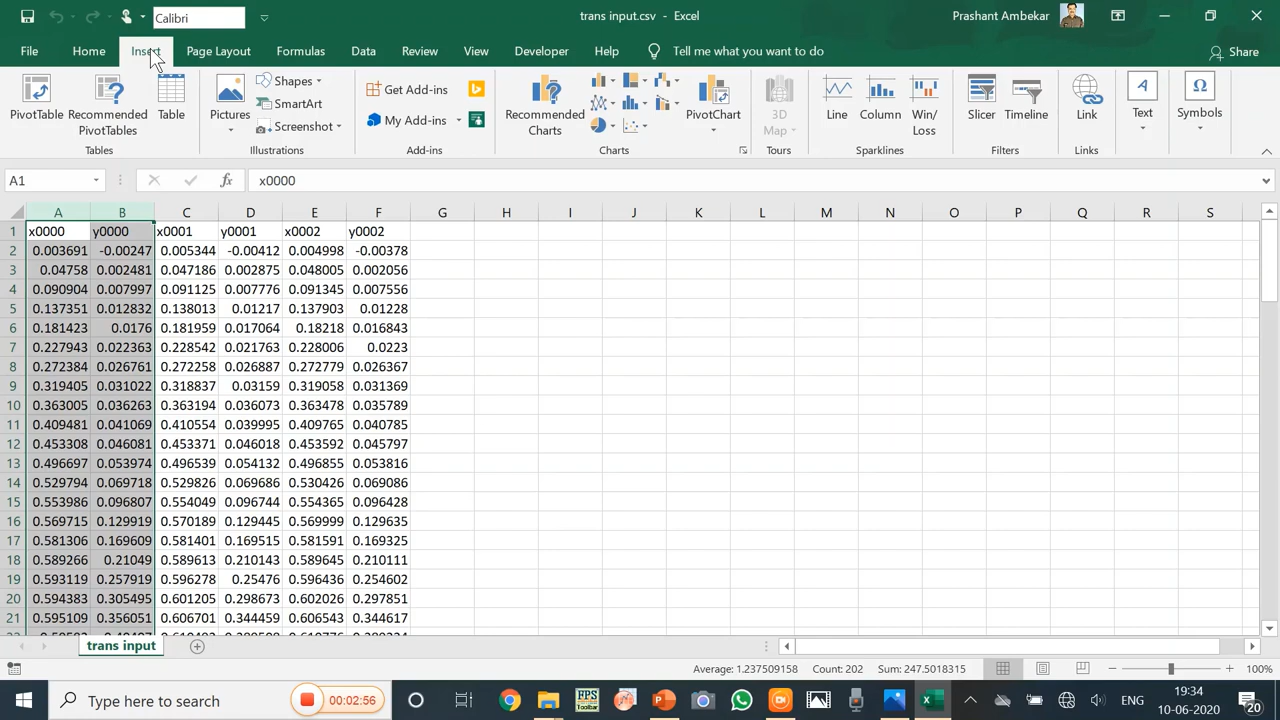 Calibri
trans input.csv - Excel
Prashant Ambekar
File Home Insert Page Layout Formulas Data Review View Developer Help Tell me what you want to do Share
PivotTable Recommended PivotTables Table Pictures Shapes SmartArt Screenshot Get Add-ins My Add-ins Recommended Charts PivotChart 3D Map Line Column Win/Loss Slicer Timeline Link Text Symbols
Tables Illustrations Add-ins Charts Tours Sparklines Filters Links
A1 fx x0000
A B C D E F G H I J K L M N O P Q R S
1 x0000 y0000 x0001 y0001 x0002 y0002
2 0.003691 -0.00247 0.005344 -0.00412 0.004998 -0.00378
3 0.04758 0.002481 0.047186 0.002875 0.048005 0.002056
4 0.090904 0.007997 0.091125 0.007776 0.091345 0.007556
5 0.137351 0.012832 0.138013 0.01217 0.137903 0.01228
6 0.181423 0.0176 0.181959 0.017064 0.18218 0.016843
7 0.227943 0.022363 0.228542 0.021763 0.228006 0.0223
8 0.272384 0.026761 0.272258 0.026887 0.272779 0.026367
9 0.319405 0.031022 0.318837 0.03159 0.319058 0.031369
10 0.363005 0.036263 0.363194 0.036073 0.363478 0.035789
11 0.409481 0.041069 0.410554 0.039995 0.409765 0.040785
12 0.453308 0.046081 0.453371 0.046018 0.453592 0.045797
13 0.496697 0.053974 0.496539 0.054132 0.496855 0.053816
14 0.529794 0.069718 0.529826 0.069686 0.530426 0.069086
15 0.553986 0.096807 0.554049 0.096744 0.554365 0.096428
16 0.569715 0.129919 0.570189 0.129445 0.569999 0.129635
17 0.581306 0.169609 0.581401 0.169515 0.581591 0.169325
18 0.589266 0.21049 0.589613 0.210143 0.589645 0.210111
19 0.593119 0.257919 0.596278 0.25476 0.596436 0.254602
20 0.594383 0.305495 0.601205 0.298673 0.602026 0.297851
21 0.595109 0.356051 0.606701 0.344459 0.606543 0.344617
trans input
Average: 1.237509158 Count: 202 Sum: 247.5018315 100%
Type here to search 00:02:56 FPS Toolbar ENG 19:34
10-06-2020 20